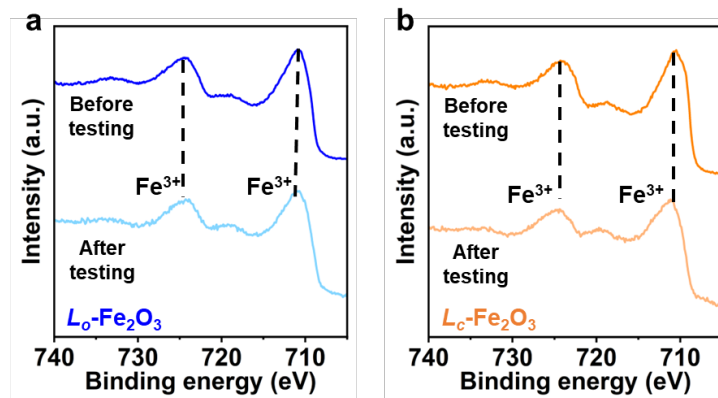 a
Intensity (a.u.)
Before
testing
Fe³⁺
Fe³⁺
After
testing
Lₒ-Fe₂O₃
740
730
720
710
Binding energy (eV)
b
Intensity (a.u.)
Before
testing
Fe³⁺
Fe³⁺
After
testing
L꜀-Fe₂O₃
740
730
720
710
Binding energy (eV)